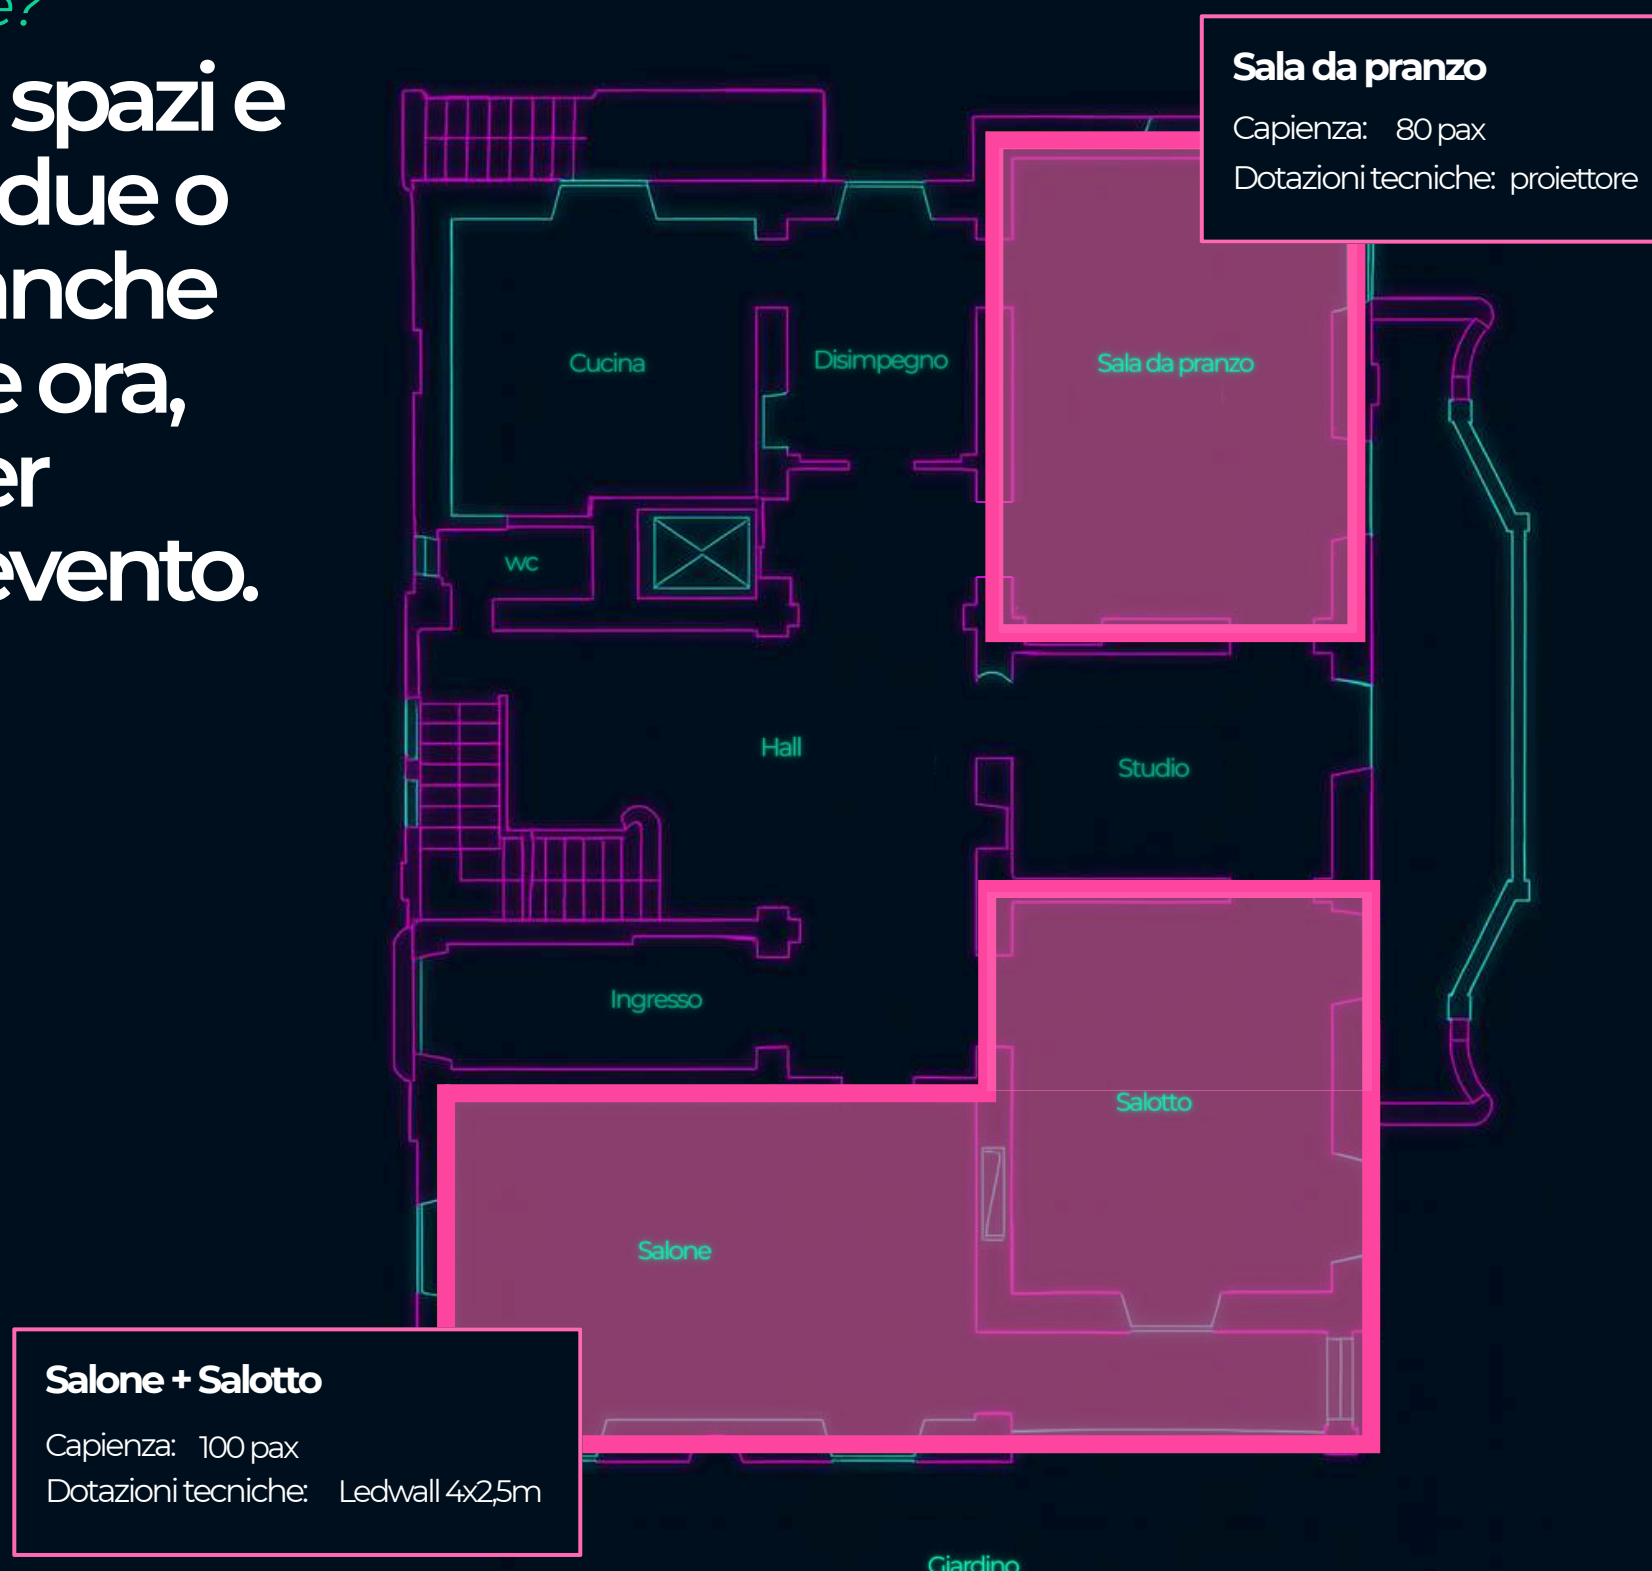 e?
spazi e
due o
anche
e ora,
er
evento.
Sala da pranzo
Capienza: 80 pax
Dotazioni tecniche: proiettore
Cucina
Disimpegno
Sala da pranzo
wc
Hall
Studio
Ingresso
Salotto
Salone
Salone + Salotto
Capienza: 100 pax
Dotazioni tecniche: Ledwall 4x2,5m
Giardino